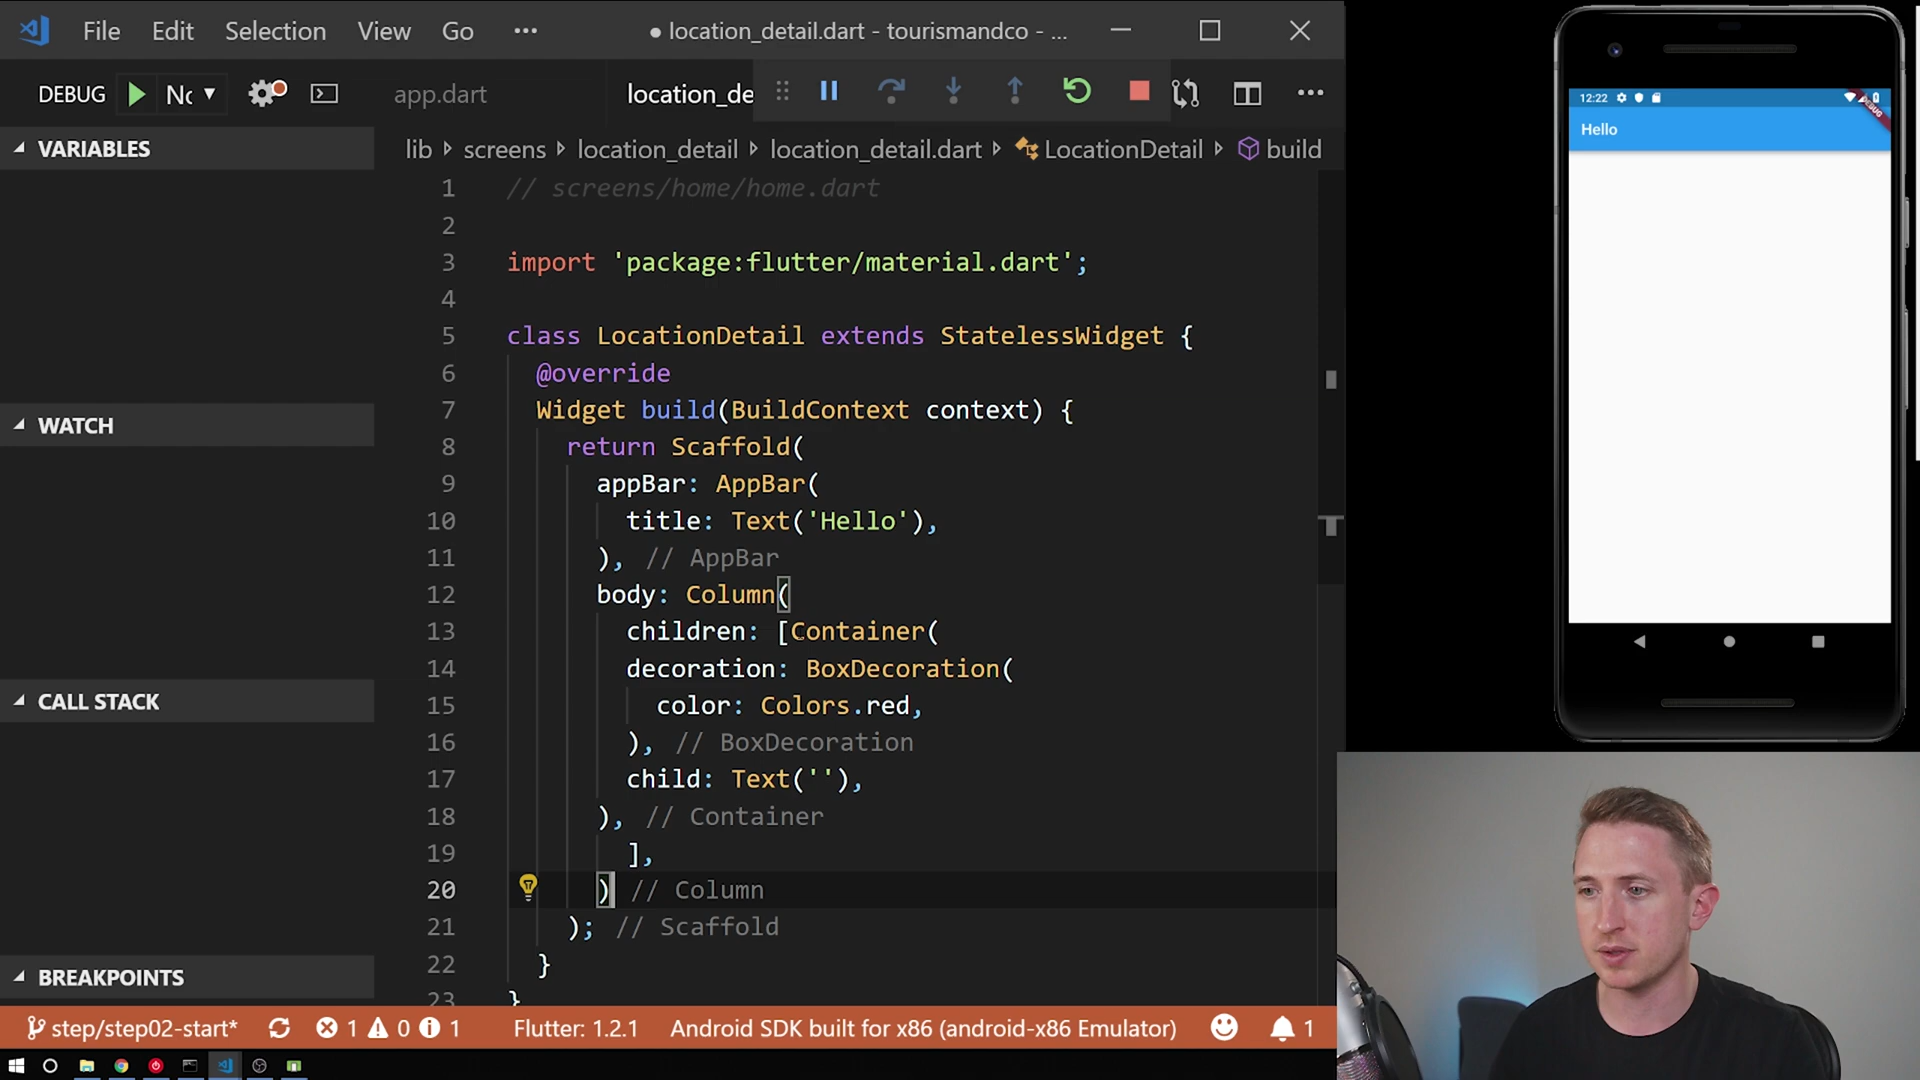 File Edit Selection View Go ··· ● location_detail.dart - tourismandco - ...
DEBUG Nc app.dart location_de ···
VARIABLES
WATCH
CALL STACK
BREAKPOINTS
lib screens location_detail location_detail.dart LocationDetail build
1 // screens/home/home.dart
2
3 import 'package:flutter/material.dart';
4
5 class LocationDetail extends StatelessWidget {
6 @override
7 Widget build(BuildContext context) {
8 return Scaffold(
9 appBar: AppBar(
10 title: Text('Hello'),
11 ), // AppBar
12 body: Column(
13 children: [Container(
14 decoration: BoxDecoration(
15 color: Colors.red,
16 ), // BoxDecoration
17 child: Text(''),
18 ), // Container
19 ],
20 ) // Column
21 ); // Scaffold
22 }
23 }
step/step02-start* 1 0 1 Flutter: 1.2.1 Android SDK built for x86 (android-x86 Emulator) 1
12:22
DEBUG
Hello